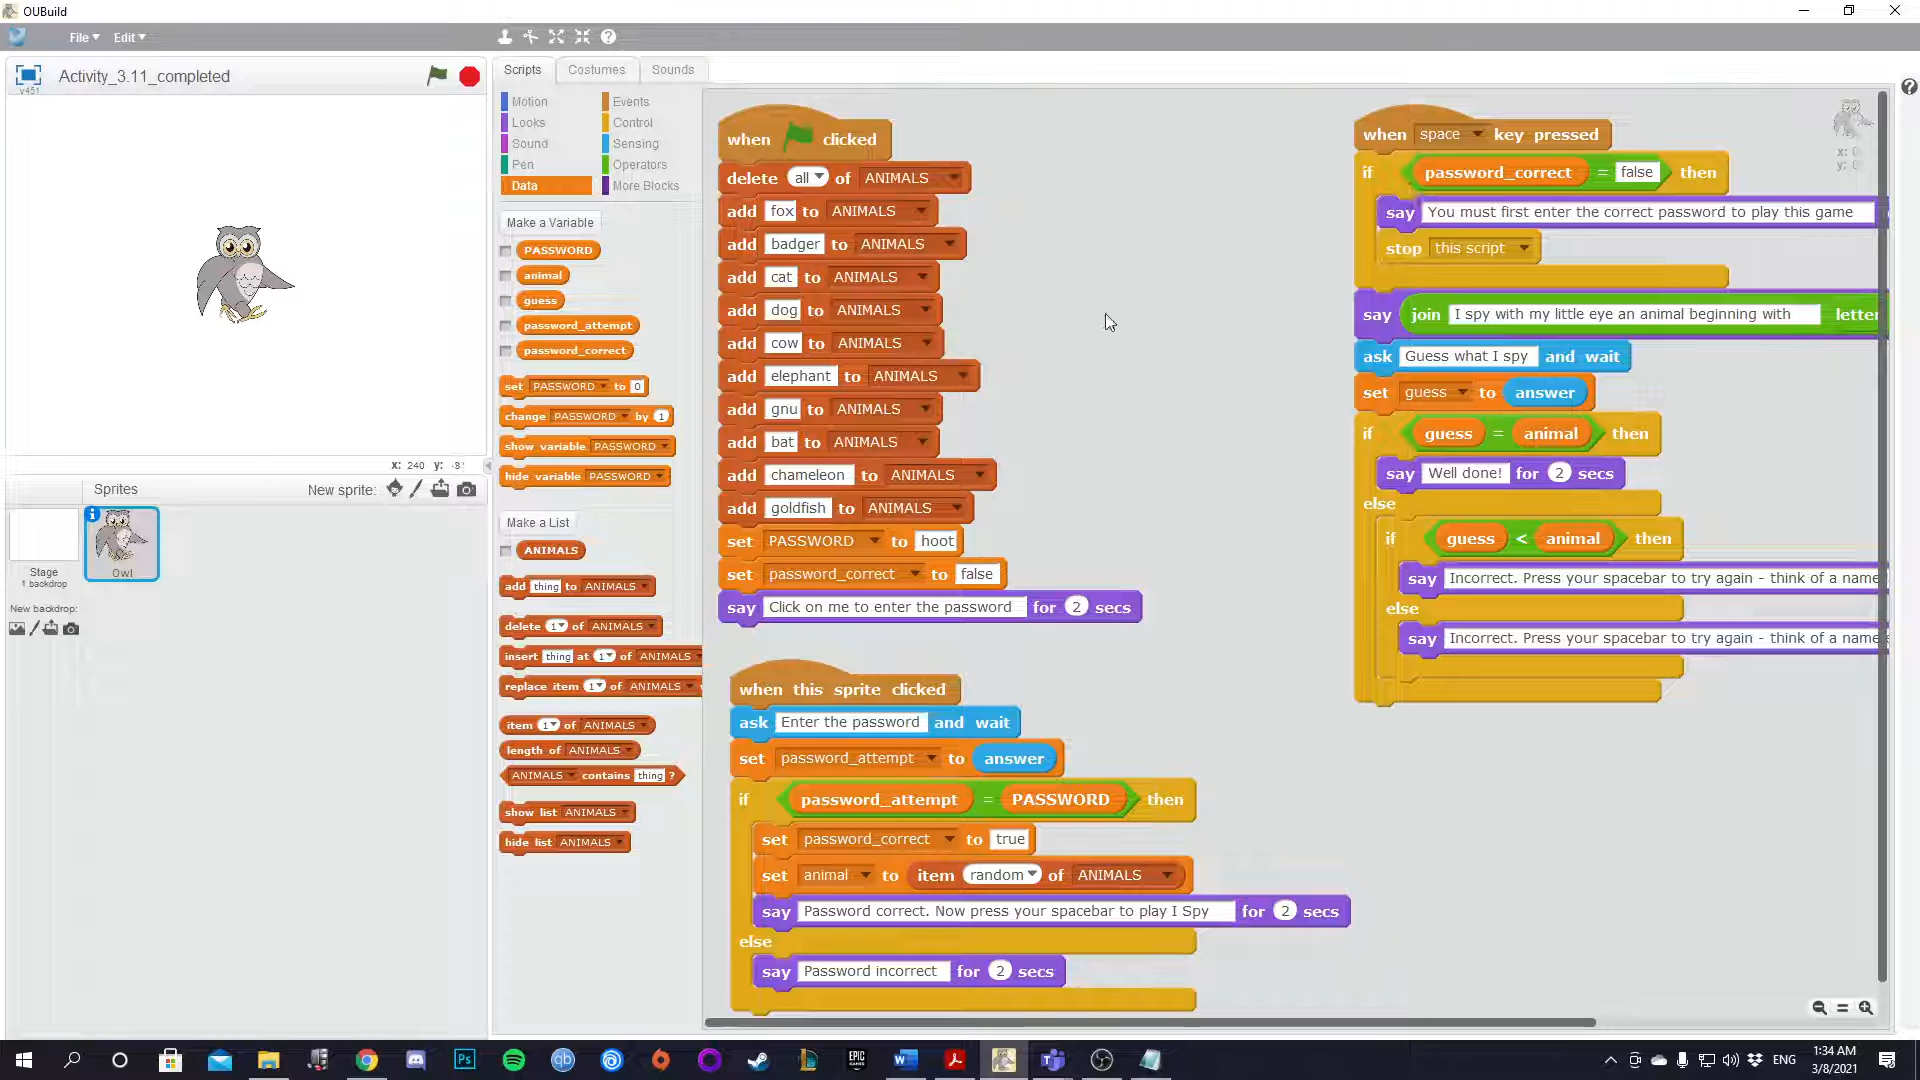 OUBuild
File Edit
Activity_3.11_completed
v451
x: 240 y: -8
Sprites New sprite:
Stage
1 backdrop
Owl
New backdrop:
Scripts Costumes Sounds
Motion Events
Looks Control
Sound Sensing
Pen Operators
Data More Blocks
Make a Variable
PASSWORD
animal
guess
password_attempt
password_correct
set PASSWORD to 0
change PASSWORD by 1
show variable PASSWORD
hide variable PASSWORD
Make a List
ANIMALS
add thing to ANIMALS
delete 1 of ANIMALS
insert thing at 1 of ANIMALS
replace item 1 of ANIMALS
item 1 of ANIMALS
length of ANIMALS
ANIMALS contains thing ?
show list ANIMALS
hide list ANIMALS
when clicked
delete all of ANIMALS
add fox to ANIMALS
add badger to ANIMALS
add cat to ANIMALS
add dog to ANIMALS
add cow to ANIMALS
add elephant to ANIMALS
add gnu to ANIMALS
add bat to ANIMALS
add chameleon to ANIMALS
add goldfish to ANIMALS
set PASSWORD to hoot
set password_correct to false
say Click on me to enter the password for 2 secs
when this sprite clicked
ask Enter the password and wait
set password_attempt to answer
if password_attempt = PASSWORD then
set password_correct to true
set animal to item random of ANIMALS
say Password correct. Now press your spacebar to play I Spy for 2 secs
else
say Password incorrect for 2 secs
when space key pressed
if password_correct = false then
say You must first enter the correct password to play this game
stop this script
say join I spy with my little eye an animal beginning with letter
ask Guess what I spy and wait
set guess to answer
if guess = animal then
say Well done! for 2 secs
else
if guess < animal then
say Incorrect. Press your spacebar to try again - think of a name
else
say Incorrect. Press your spacebar to try again - think of a name
x:
y:
Ps
qb
EPIC
GAMES
ENG
1:34 AM
3/8/2021